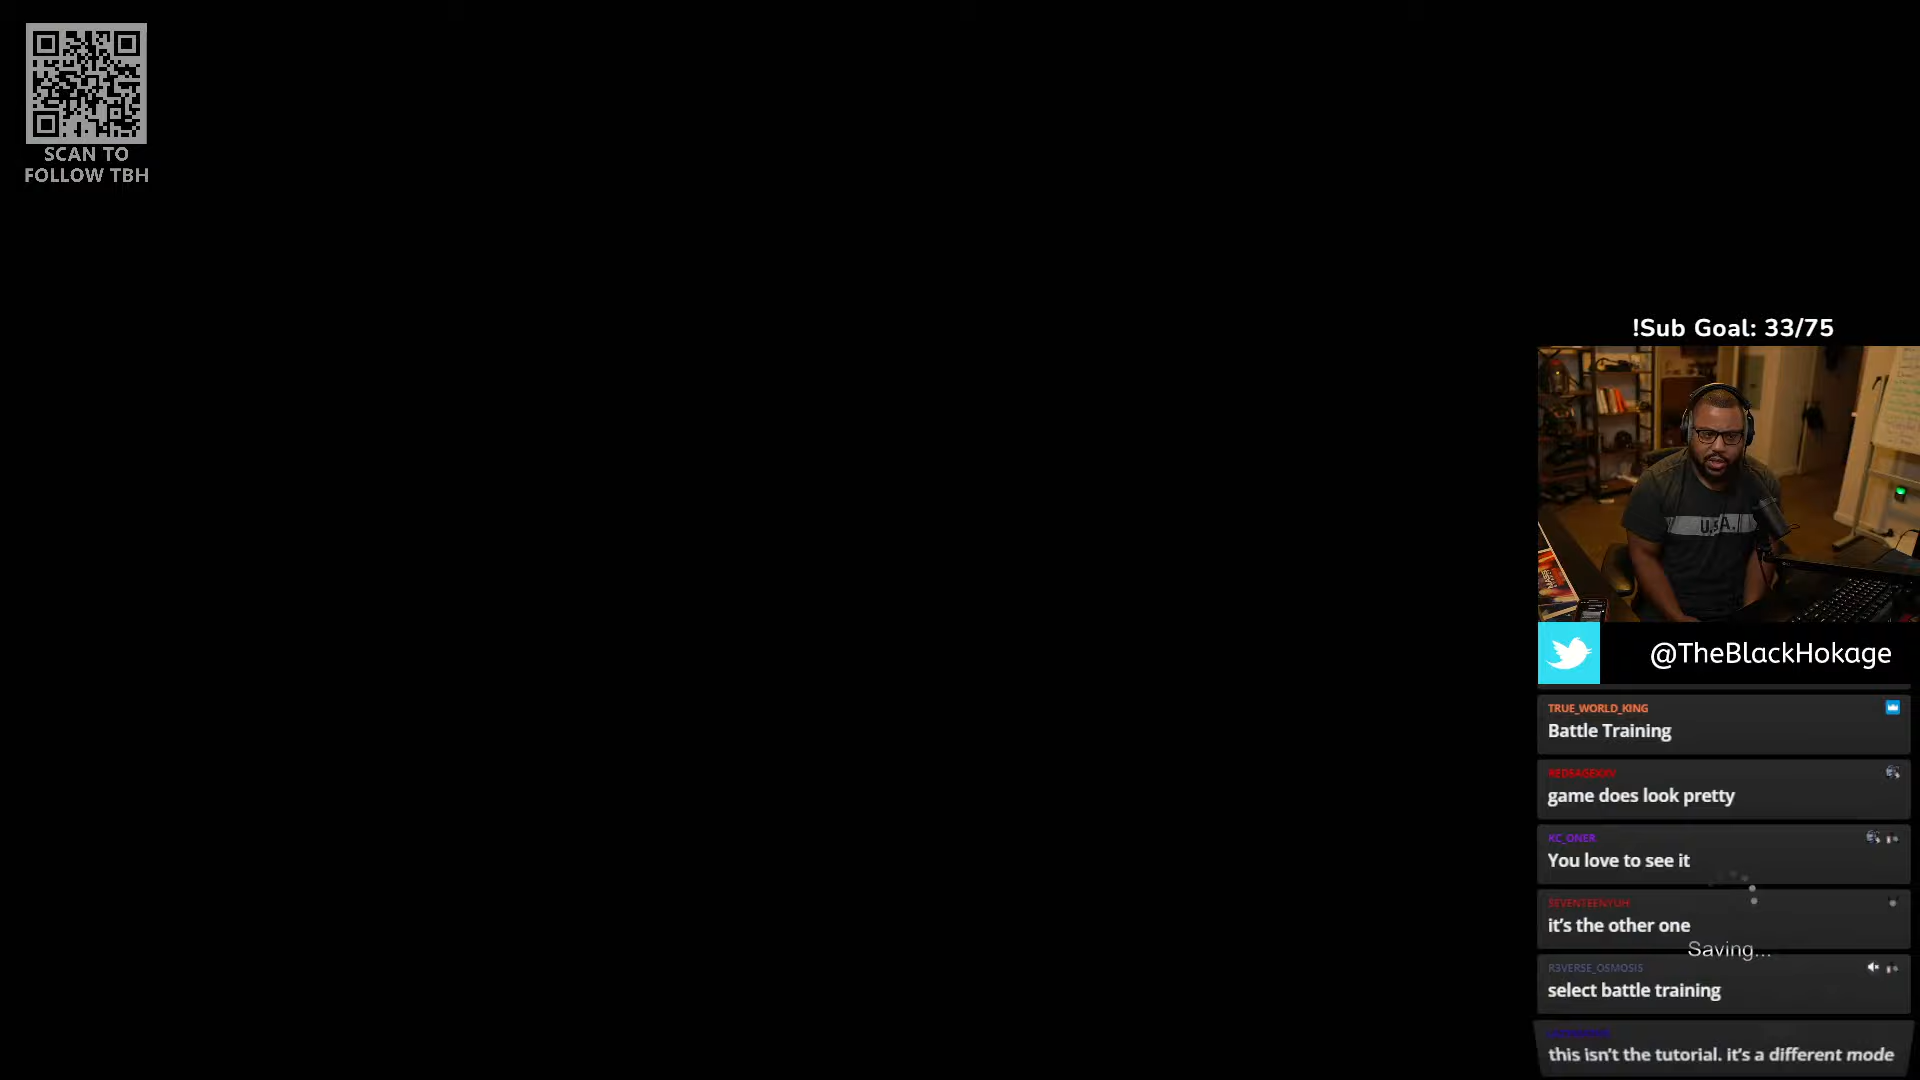 SCAN TO
FOLLOW TBH
!Sub Goal: 33/75
U.S.A.
@TheBlackHokage
TRUE_WORLD_KING
Battle Training
REDSAGEXXV
game does look pretty
KC_ONER
You love to see it
SEVENTEENYUH
it's the other one
Saving...
R3VERSE_OSMOSIS
select battle training
this isn't the tutorial. it's a different mode